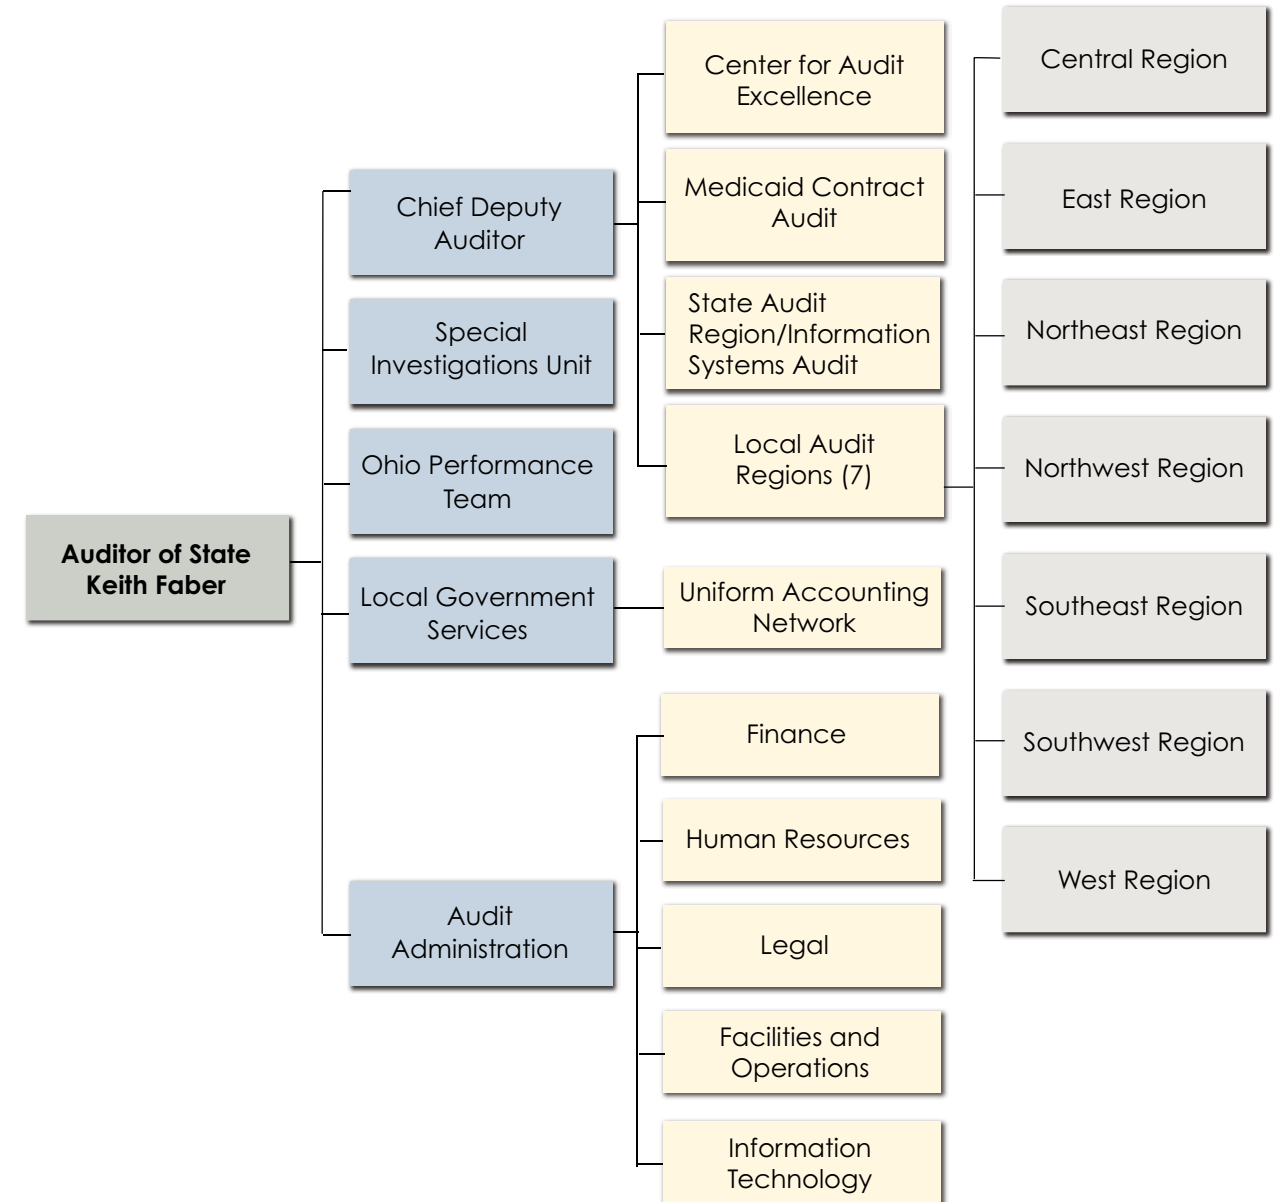 Auditor of State
Keith Faber
Chief Deputy
Auditor
Special
Investigations Unit
Ohio Performance
Team
Local Government
Services
Audit
Administration
Center for Audit
Excellence
Medicaid Contract
Audit
State Audit
Region/Information
Systems Audit
Local Audit
Regions (7)
Uniform Accounting
Network
Finance
Human Resources
Legal
Facilities and
Operations
Information
Technology
Central Region
East Region
Northeast Region
Northwest Region
Southeast Region
Southwest Region
West Region